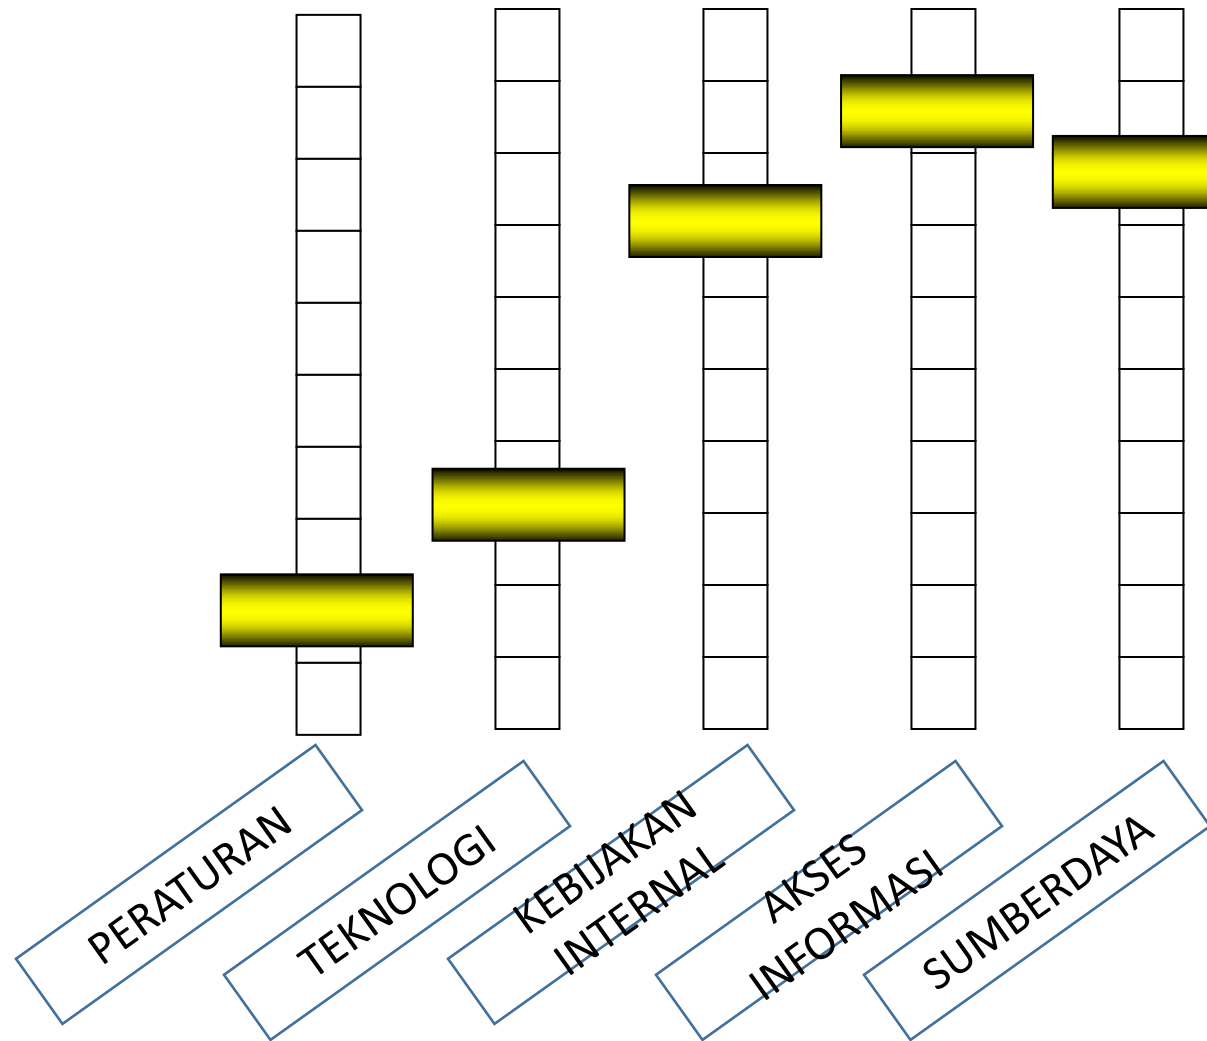 PERATURAN
TEKNOLOGI
KEBIJAKAN
INTERNAL
AKSES
INFORMASI
SUMBERDAYA